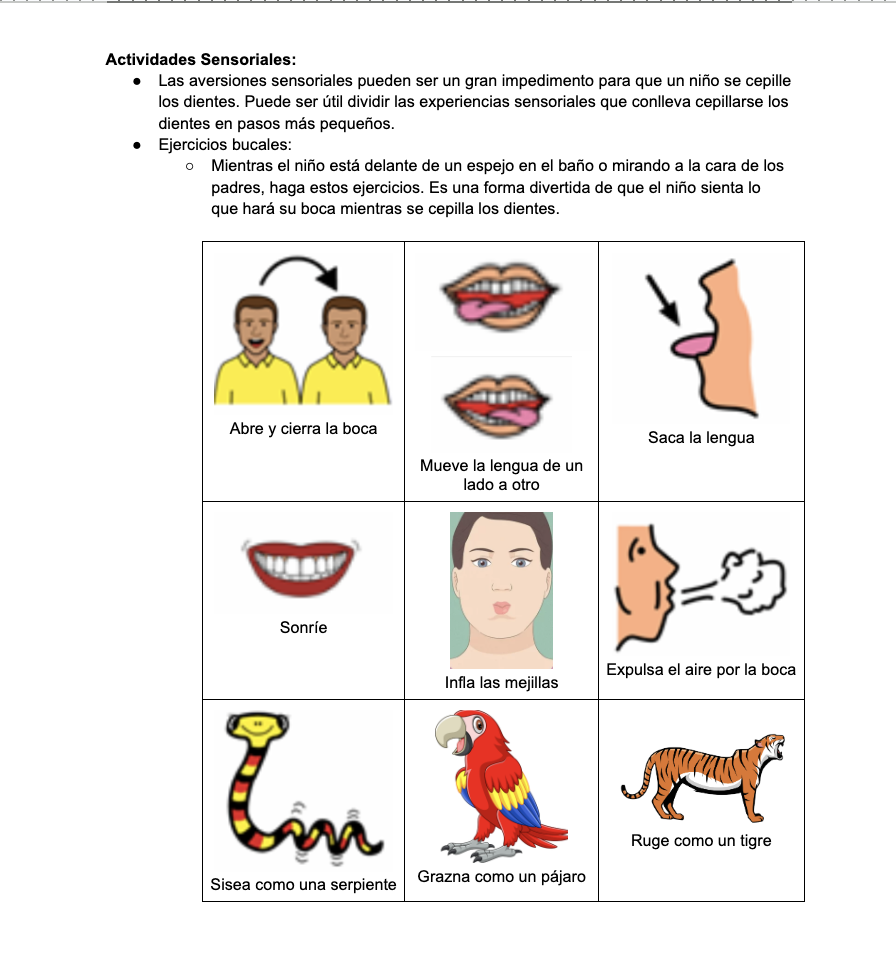 Actividades Sensoriales:
● Las aversiones sensoriales pueden ser un gran impedimento para que un niño se cepille
los dientes. Puede ser útil dividir las experiencias sensoriales que conlleva cepillarse los
dientes en pasos más pequeños.
● Ejercicios bucales:
○ Mientras el niño está delante de un espejo en el baño o mirando a la cara de los
padres, haga estos ejercicios. Es una forma divertida de que el niño sienta lo
que hará su boca mientras se cepilla los dientes.
Abre y cierra la boca
Mueve la lengua de un
lado a otro
Saca la lengua
Sonríe
Infla las mejillas
Expulsa el aire por la boca
Sisea como una serpiente
Grazna como un pájaro
Ruge como un tigre